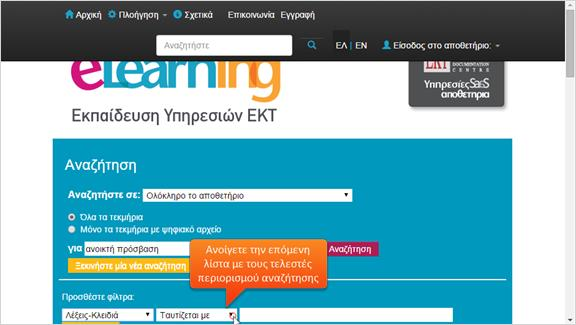 Αρχική Πλοήγηση Σχετικά Επικοινωνία Εγγραφή
Αναζητήστε ΕΛ | EN Είσοδος στο αποθετήριο:
eLearning
EKT DOCUMENTATION CENTRE
Εκπαίδευση Υπηρεσιών ΕΚΤ
Υπηρεσίες SaaS
αποθετηρια
Αναζήτηση
Αναζητήστε σε: Ολόκληρο το αποθετήριο
Όλα τα τεκμήρια
Μόνο τα τεκμήρια με ψηφιακό αρχείο
για ανοικτή πρόσβαση Αναζήτηση
Ξεκινήστε μία νέα αναζήτηση
Ανοίγετε την επόμενη
λίστα με τους τελεστές
περιορισμού αναζήτησης
Προσθέστε φίλτρα:
Λέξεις-Κλειδιά Ταυτίζεται με